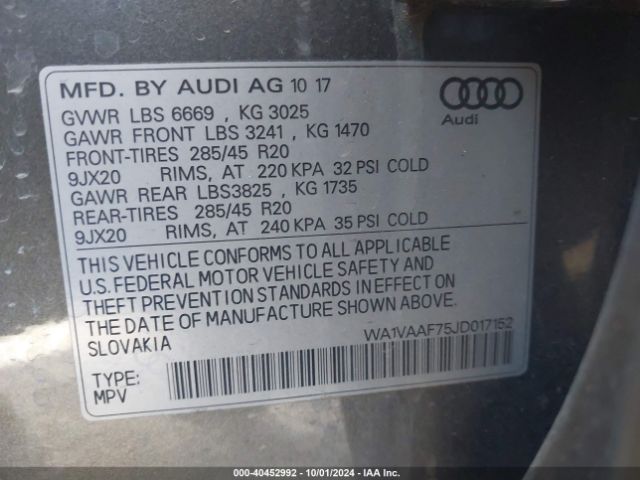 MFD. BY AUDI AG 10 17
GVWR LBS 6669 , KG 3025
GAWR FRONT LBS 3241 , KG 1470
FRONT-TIRES 285/45 R20
9JX20 RIMS, AT 220 KPA 32 PSI COLD
GAWR REAR LBS3825 , KG 1735
REAR-TIRES 285/45 R20
9JX20 RIMS, AT 240 KPA 35 PSI COLD
Audi
THIS VEHICLE CONFORMS TO ALL APPLICABLE
U.S. FEDERAL MOTOR VEHICLE SAFETY AND
THEFT PREVENTION STANDARDS IN EFFECT ON
THE DATE OF MANUFACTURE SHOWN ABOVE.
SLOVAKIA
WA1VAAF75JD017152
TYPE:
MPV
000-40452992 - 10/01/2024 - IAA Inc.